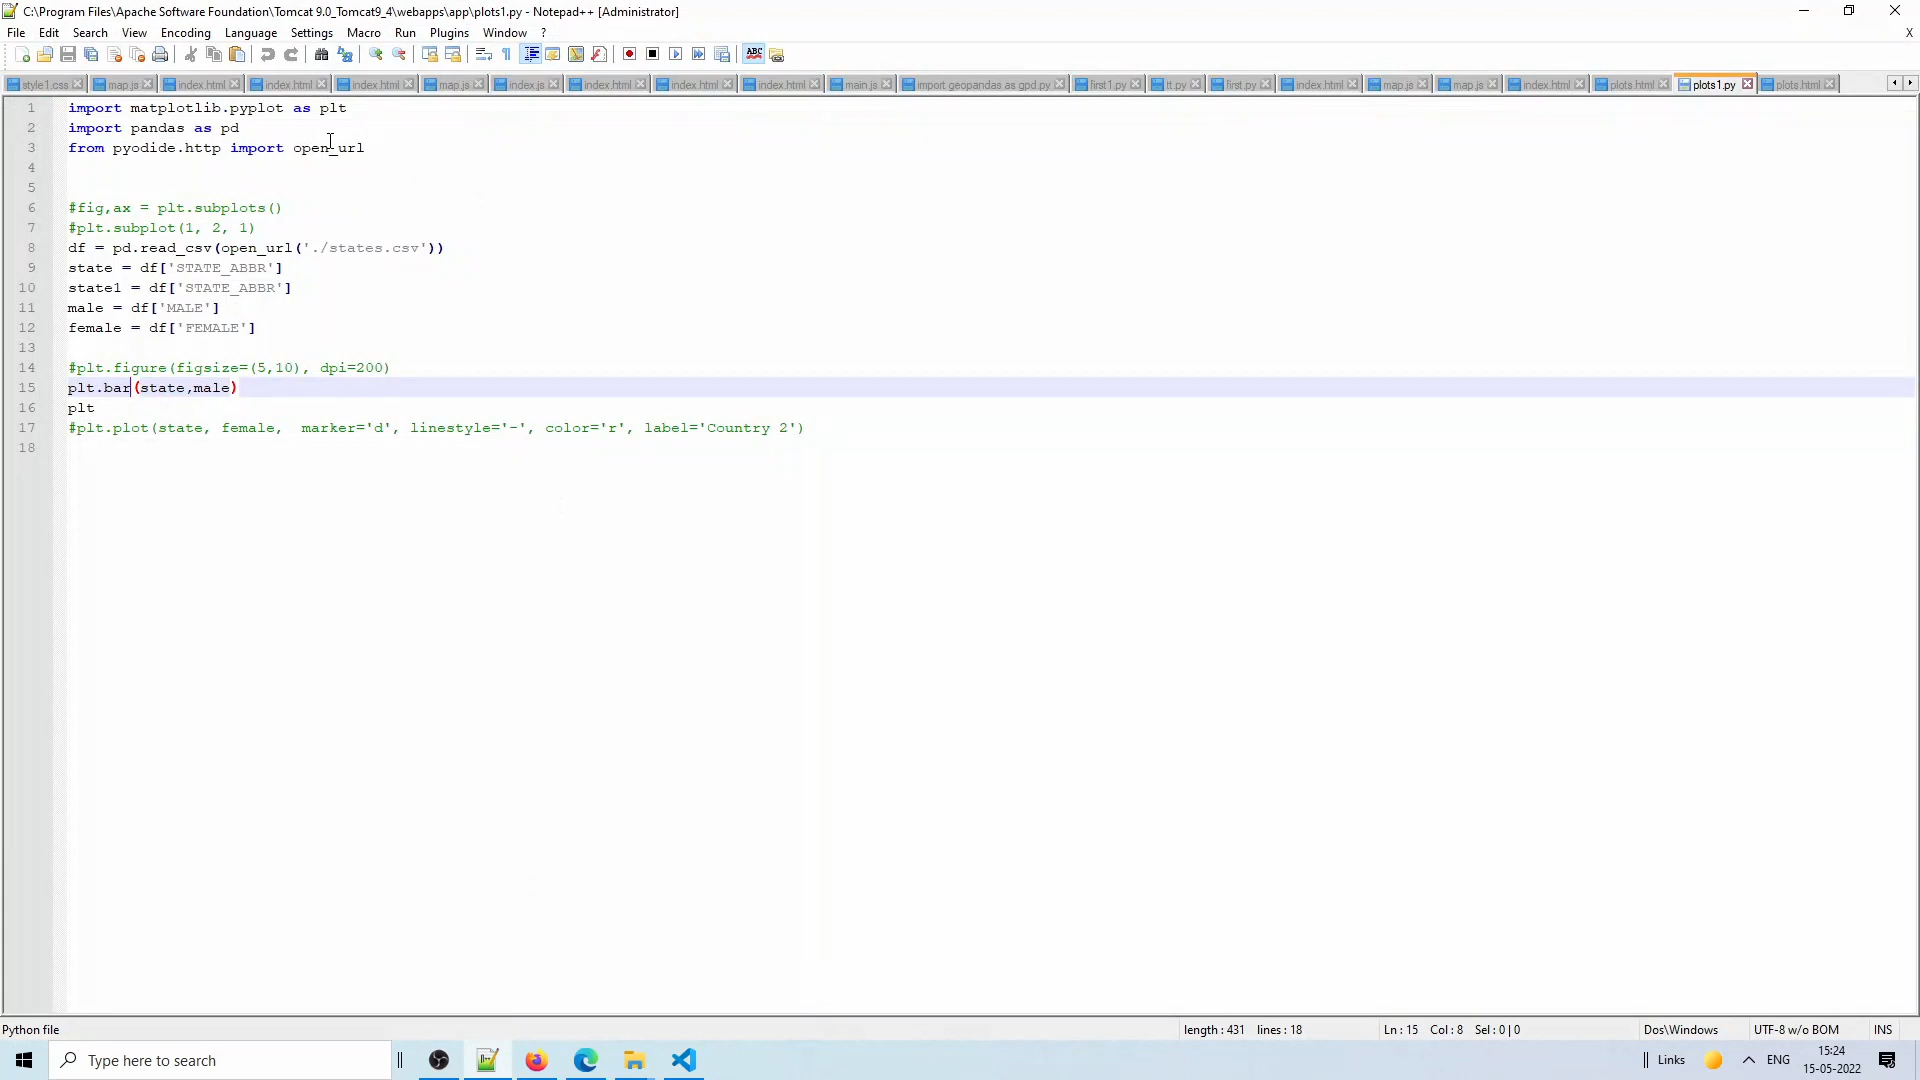 C:\Program Files\Apache Software Foundation\Tomcat 9.0_Tomcat9_4\webapps\app\plots1.py - Notepad++ [Administrator]
File Edit Search View Encoding Language Settings Macro Run Plugins Window ? X
style1.css map.js index.html index.html index.html map.js index.js index.html index.html index.html main.js import geopandas as gpd.py first1.py tt.py first.py index.html map.js map.js index.html plots.html plots1.py plots.html
1 import matplotlib.pyplot as plt
2 import pandas as pd
3 from pyodide.http import open_url
4
5
6 #fig,ax = plt.subplots()
7 #plt.subplot(1, 2, 1)
8 df = pd.read_csv(open_url('./states.csv'))
9 state = df['STATE_ABBR']
10 state1 = df['STATE_ABBR']
11 male = df['MALE']
12 female = df['FEMALE']
13
14 #plt.figure(figsize=(5,10), dpi=200)
15 plt.bar(state,male)
16 plt
17 #plt.plot(state, female,  marker='d', linestyle='-', color='r', label='Country 2')
18
Python file length : 431 lines : 18 Ln : 15 Col : 8 Sel : 0 | 0 Dos\Windows UTF-8 w/o BOM INS
Type here to search Links ENG 15:24
15-05-2022